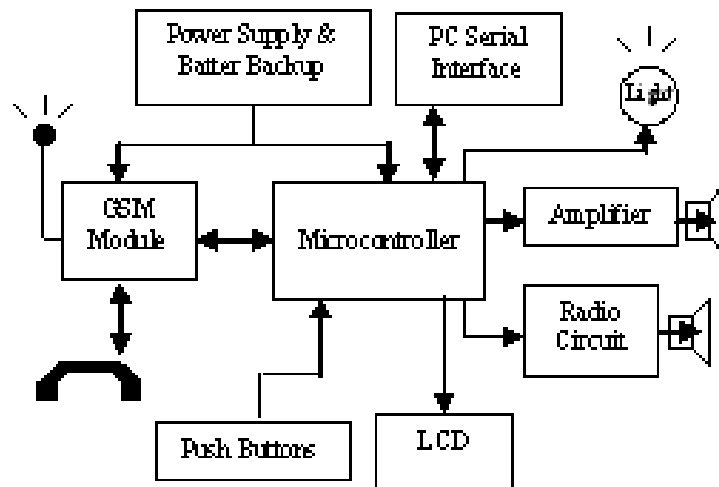 Power Supply &
Batter Backup
PC Serial
Interface
Light
GSM
Module
Microcontroller
Amplifier
Radio
Circuit
Push Buttons
LCD